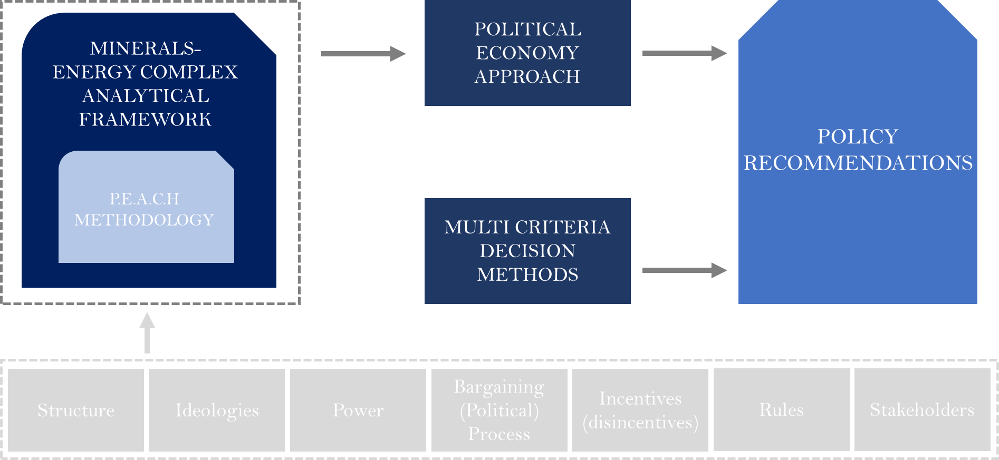 MINERALS-
ENERGY COMPLEX
ANALYTICAL
FRAMEWORK
P.E.A.C.H
METHODOLOGY
POLITICAL
ECONOMY
APPROACH
MULTI CRITERIA
DECISION
METHODS
POLICY
RECOMMENDATIONS
Structure
Ideologies
Power
Bargaining
(Political)
Process
Incentives
(disincentives)
Rules
Stakeholders